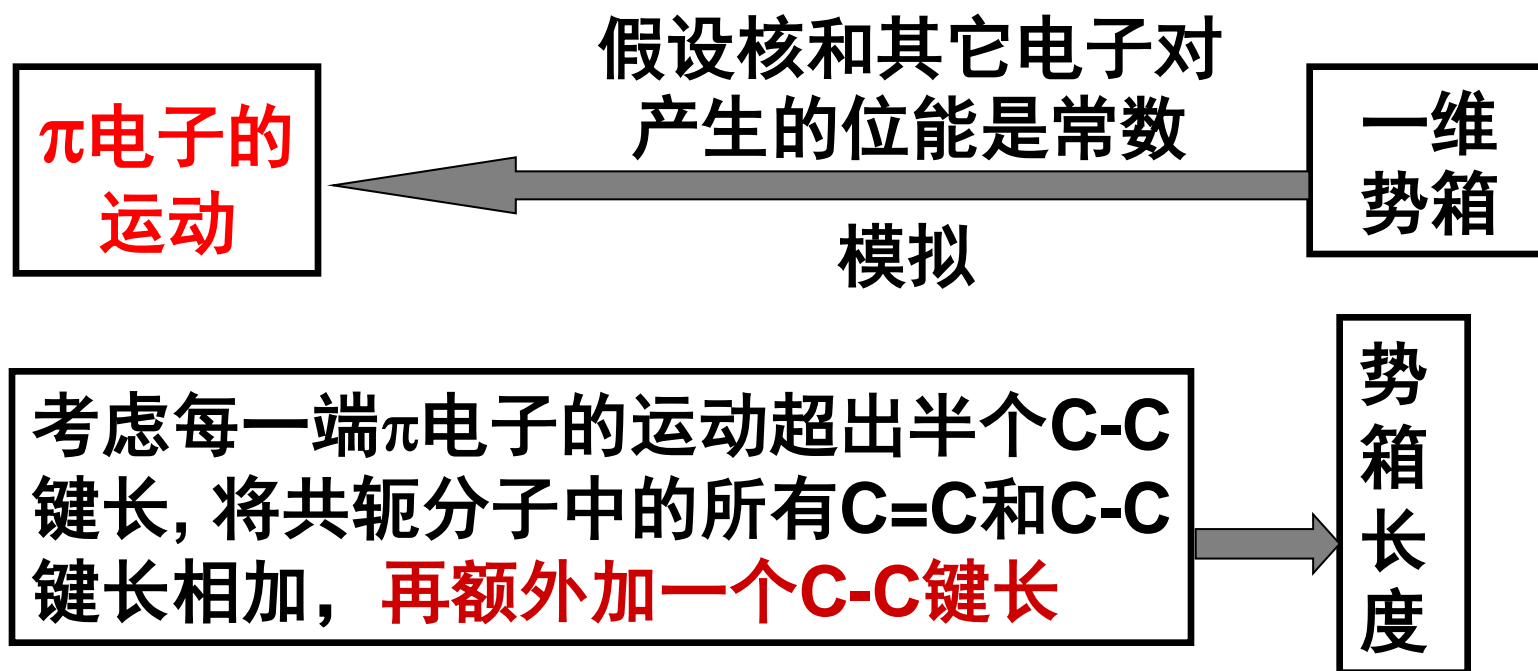 假设核和其它电子对
产生的位能是常数
π电子的
运动
一维
势箱
模拟
考虑每一端π电子的运动超出半个C-C
键长, 将共轭分子中的所有C=C和C-C
键长相加，再额外加一个C-C键长
势
箱
长
度